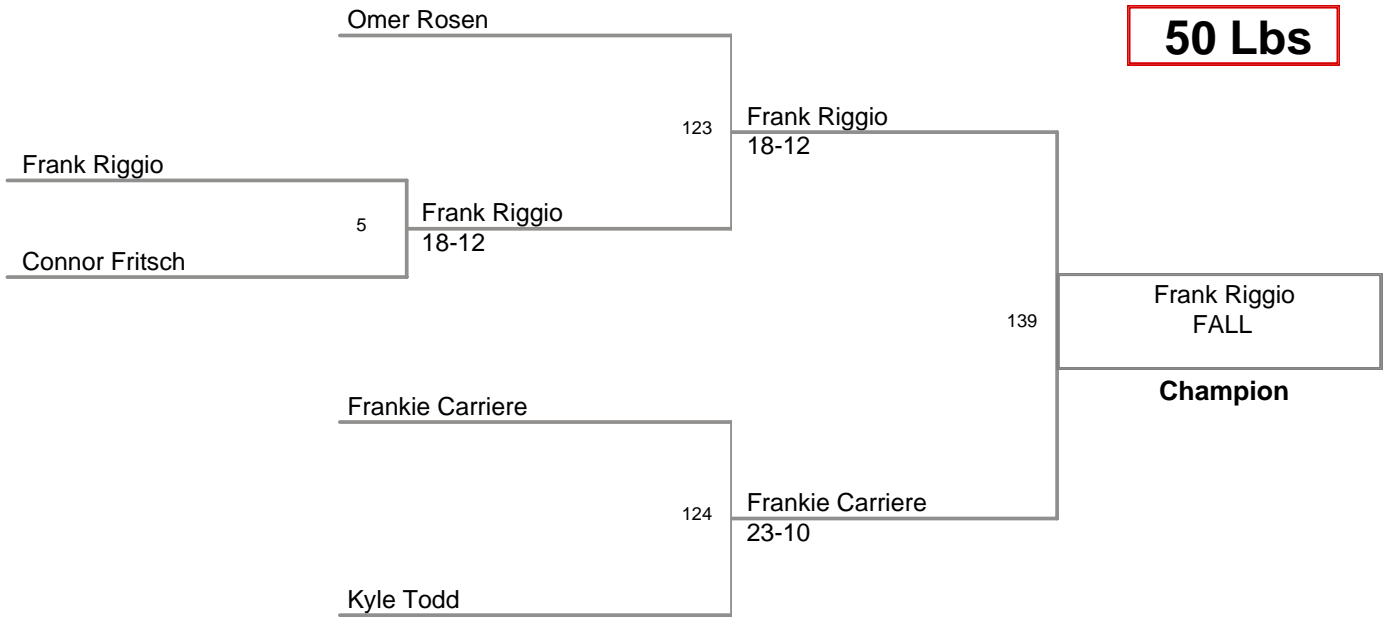 Omer Rosen
50 Lbs
123
Frank Riggio
18-12
Frank Riggio
5
Frank Riggio
18-12
Connor Fritsch
139
Frank Riggio
FALL
Champion
Frankie Carriere
124
Frankie Carriere
23-10
Kyle Todd